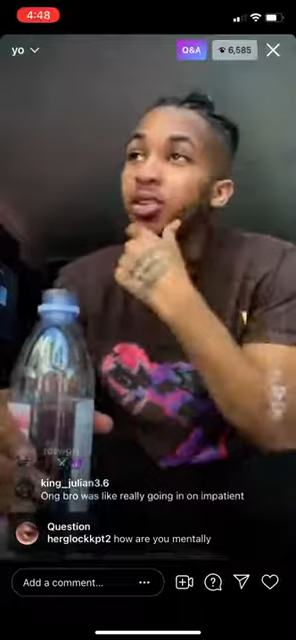 4:48
yo
Q&A
6,585
king_julian3.6
Ong bro was like really going in on impatient
Question
herglockkpt2 how are you mentally
Add a comment...